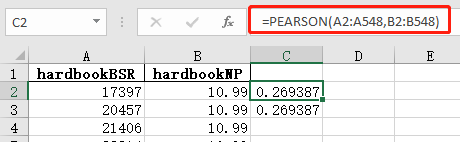 C2 fx =PEARSON(A2:A548,B2:B548)
A B C D E
1 hardbookBSR hardbookNP
2 17397 10.99 0.269387
3 20457 10.99 0.269387
4 21406 10.99